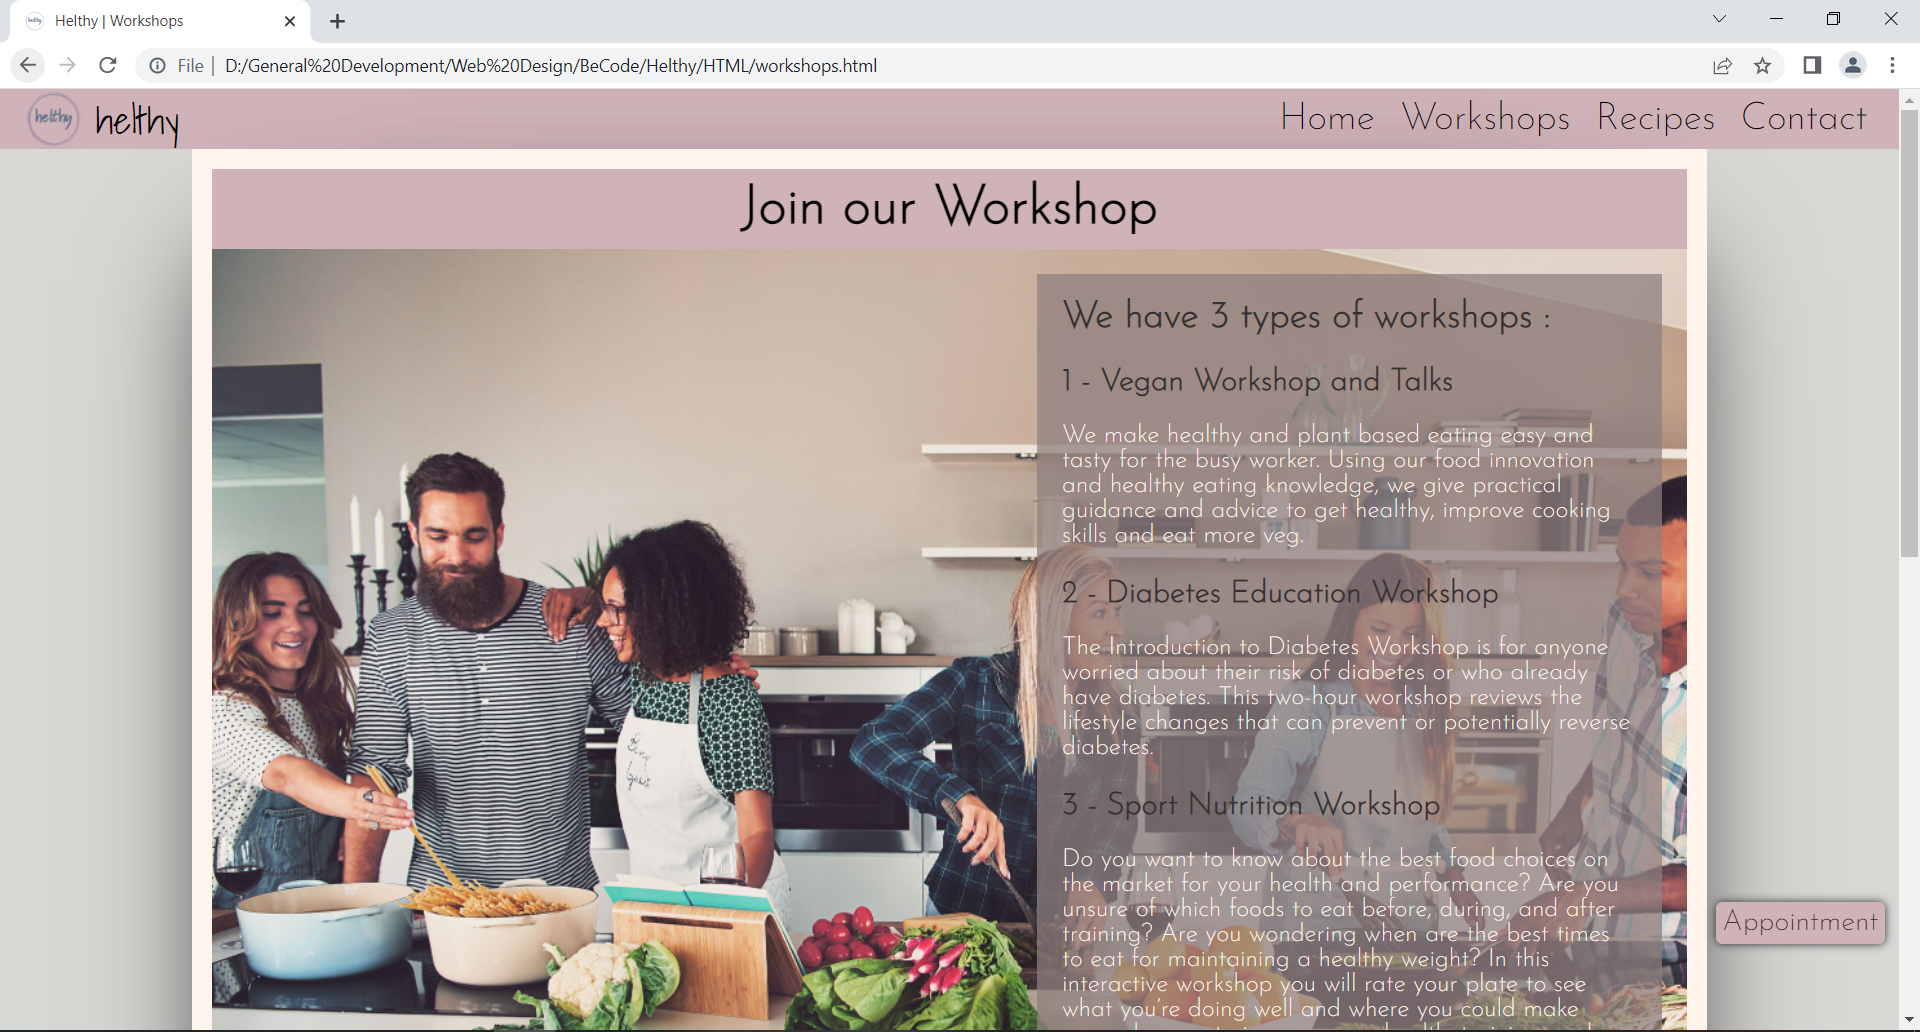 Helthy | Workshops
File | D:/General%20Development/Web%20Design/BeCode/Helthy/HTML/workshops.html
helthy helthy Home Workshops Recipes Contact
Join our Workshop
We have 3 types of workshops :
1 - Vegan Workshop and Talks
We make healthy and plant based eating easy and
tasty for the busy worker. Using our food innovation
and healthy eating knowledge, we give practical
guidance and advice to get healthy, improve cooking
skills and eat more veg.
2 - Diabetes Education Workshop
The Introduction to Diabetes Workshop is for anyone
worried about their risk of diabetes or who already
have diabetes. This two-hour workshop reviews the
lifestyle changes that can prevent or potentially reverse
diabetes.
3 - Sport Nutrition Workshop
Do you want to know about the best food choices on
the market for your health and performance? Are you
unsure of which foods to eat before, during, and after
training? Are you wondering when are the best times
to eat for maintaining a healthy weight? In this
interactive workshop you will rate your plate to see
what you're doing well and where you could make
Appointment